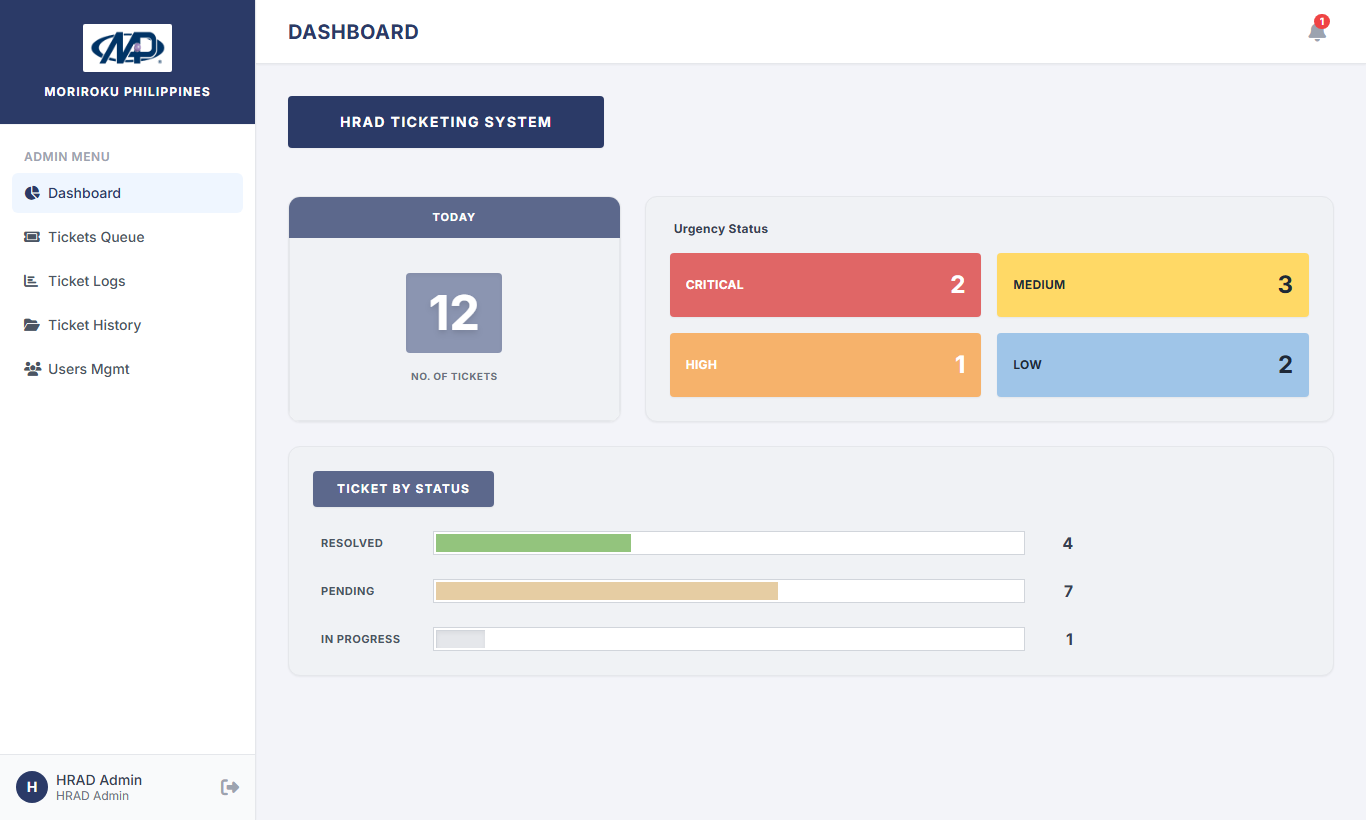 MP
MORIROKU PHILIPPINES
ADMIN MENU
Dashboard
Tickets Queue
Ticket Logs
Ticket History
Users Mgmt
H
HRAD Admin
HRAD Admin
DASHBOARD
1
HRAD TICKETING SYSTEM
TODAY
12
NO. OF TICKETS
Urgency Status
CRITICAL 2
MEDIUM 3
HIGH 1
LOW 2
TICKET BY STATUS
RESOLVED 4
PENDING 7
IN PROGRESS 1